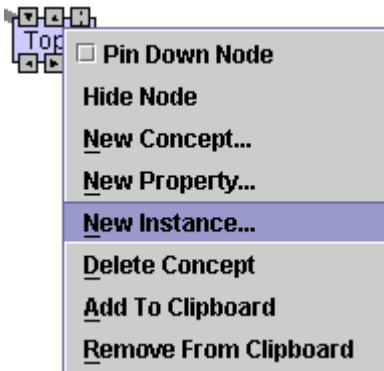 Top
Pin Down Node
Hide Node
New Concept...
New Property...
New Instance...
Delete Concept
Add To Clipboard
Remove From Clipboard